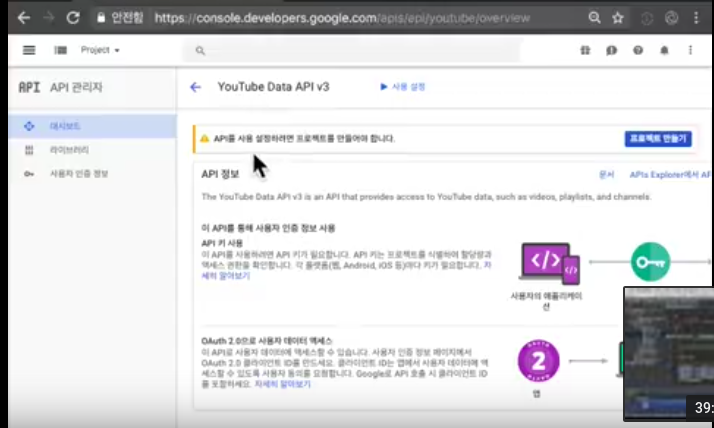 안전함 https://console.developers.google.com/apis/api/youtube/overview
Project
API API 관리자
YouTube Data API v3
사용 설정
대시보드
라이브러리
사용자 인증 정보
API를 사용 설정하려면 프로젝트를 만들어야 합니다.
프로젝트 만들기
API 정보
문서
APIs Explorer에서 AP
The YouTube Data API v3 is an API that provides access to YouTube data, such as videos, playlists, and channels.
이 API를 통해 사용자 인증 정보 사용
API 키 사용
이 API를 사용하려면 API 키가 필요합니다. API 키는 프로젝트를 식별하여 할당량과
액세스 권한을 확인합니다. 각 플랫폼(웹, Android, iOS 등)마다 키가 필요합니다. 자
세히 알아보기
사용자의 애플리케이
션
OAuth 2.0으로 사용자 데이터 액세스
이 API로 사용자 데이터에 액세스할 수 있습니다. 사용자 인증 정보 페이지에서
OAuth 2.0 클라이언트 ID를 만드세요. 클라이언트 ID는 앱에서 사용자 데이터에 액
세스할 수 있도록 사용자 동의를 요청합니다. Google로 API 호출 시 클라이언트 ID
를 포함하세요. 자세히 알아보기
OAUTH
2
앱
39: